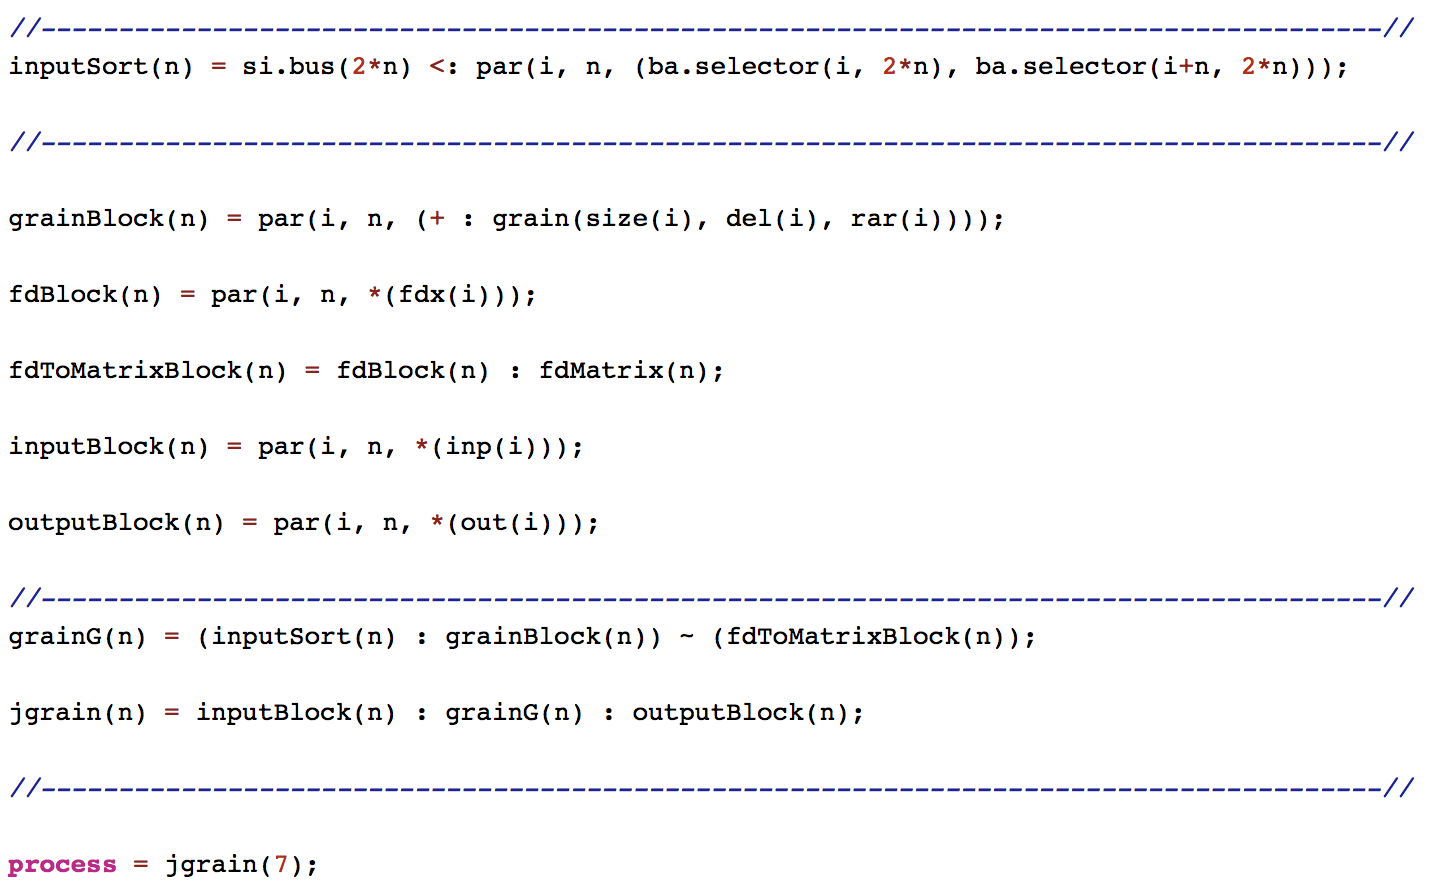 //--------------------------------------------------------------------------------------//
inputSort(n) = si.bus(2*n) <: par(i, n, (ba.selector(i, 2*n), ba.selector(i+n, 2*n)));
//--------------------------------------------------------------------------------------//
grainBlock(n) = par(i, n, (+ : grain(size(i), del(i), rar(i))));
fdBlock(n) = par(i, n, *(fdx(i)));
fdToMatrixBlock(n) = fdBlock(n) : fdMatrix(n);
inputBlock(n) = par(i, n, *(inp(i)));
outputBlock(n) = par(i, n, *(out(i)));
//--------------------------------------------------------------------------------------//
grainG(n) = (inputSort(n) : grainBlock(n)) ~ (fdToMatrixBlock(n));
jgrain(n) = inputBlock(n) : grainG(n) : outputBlock(n);
//--------------------------------------------------------------------------------------//
process = jgrain(7);